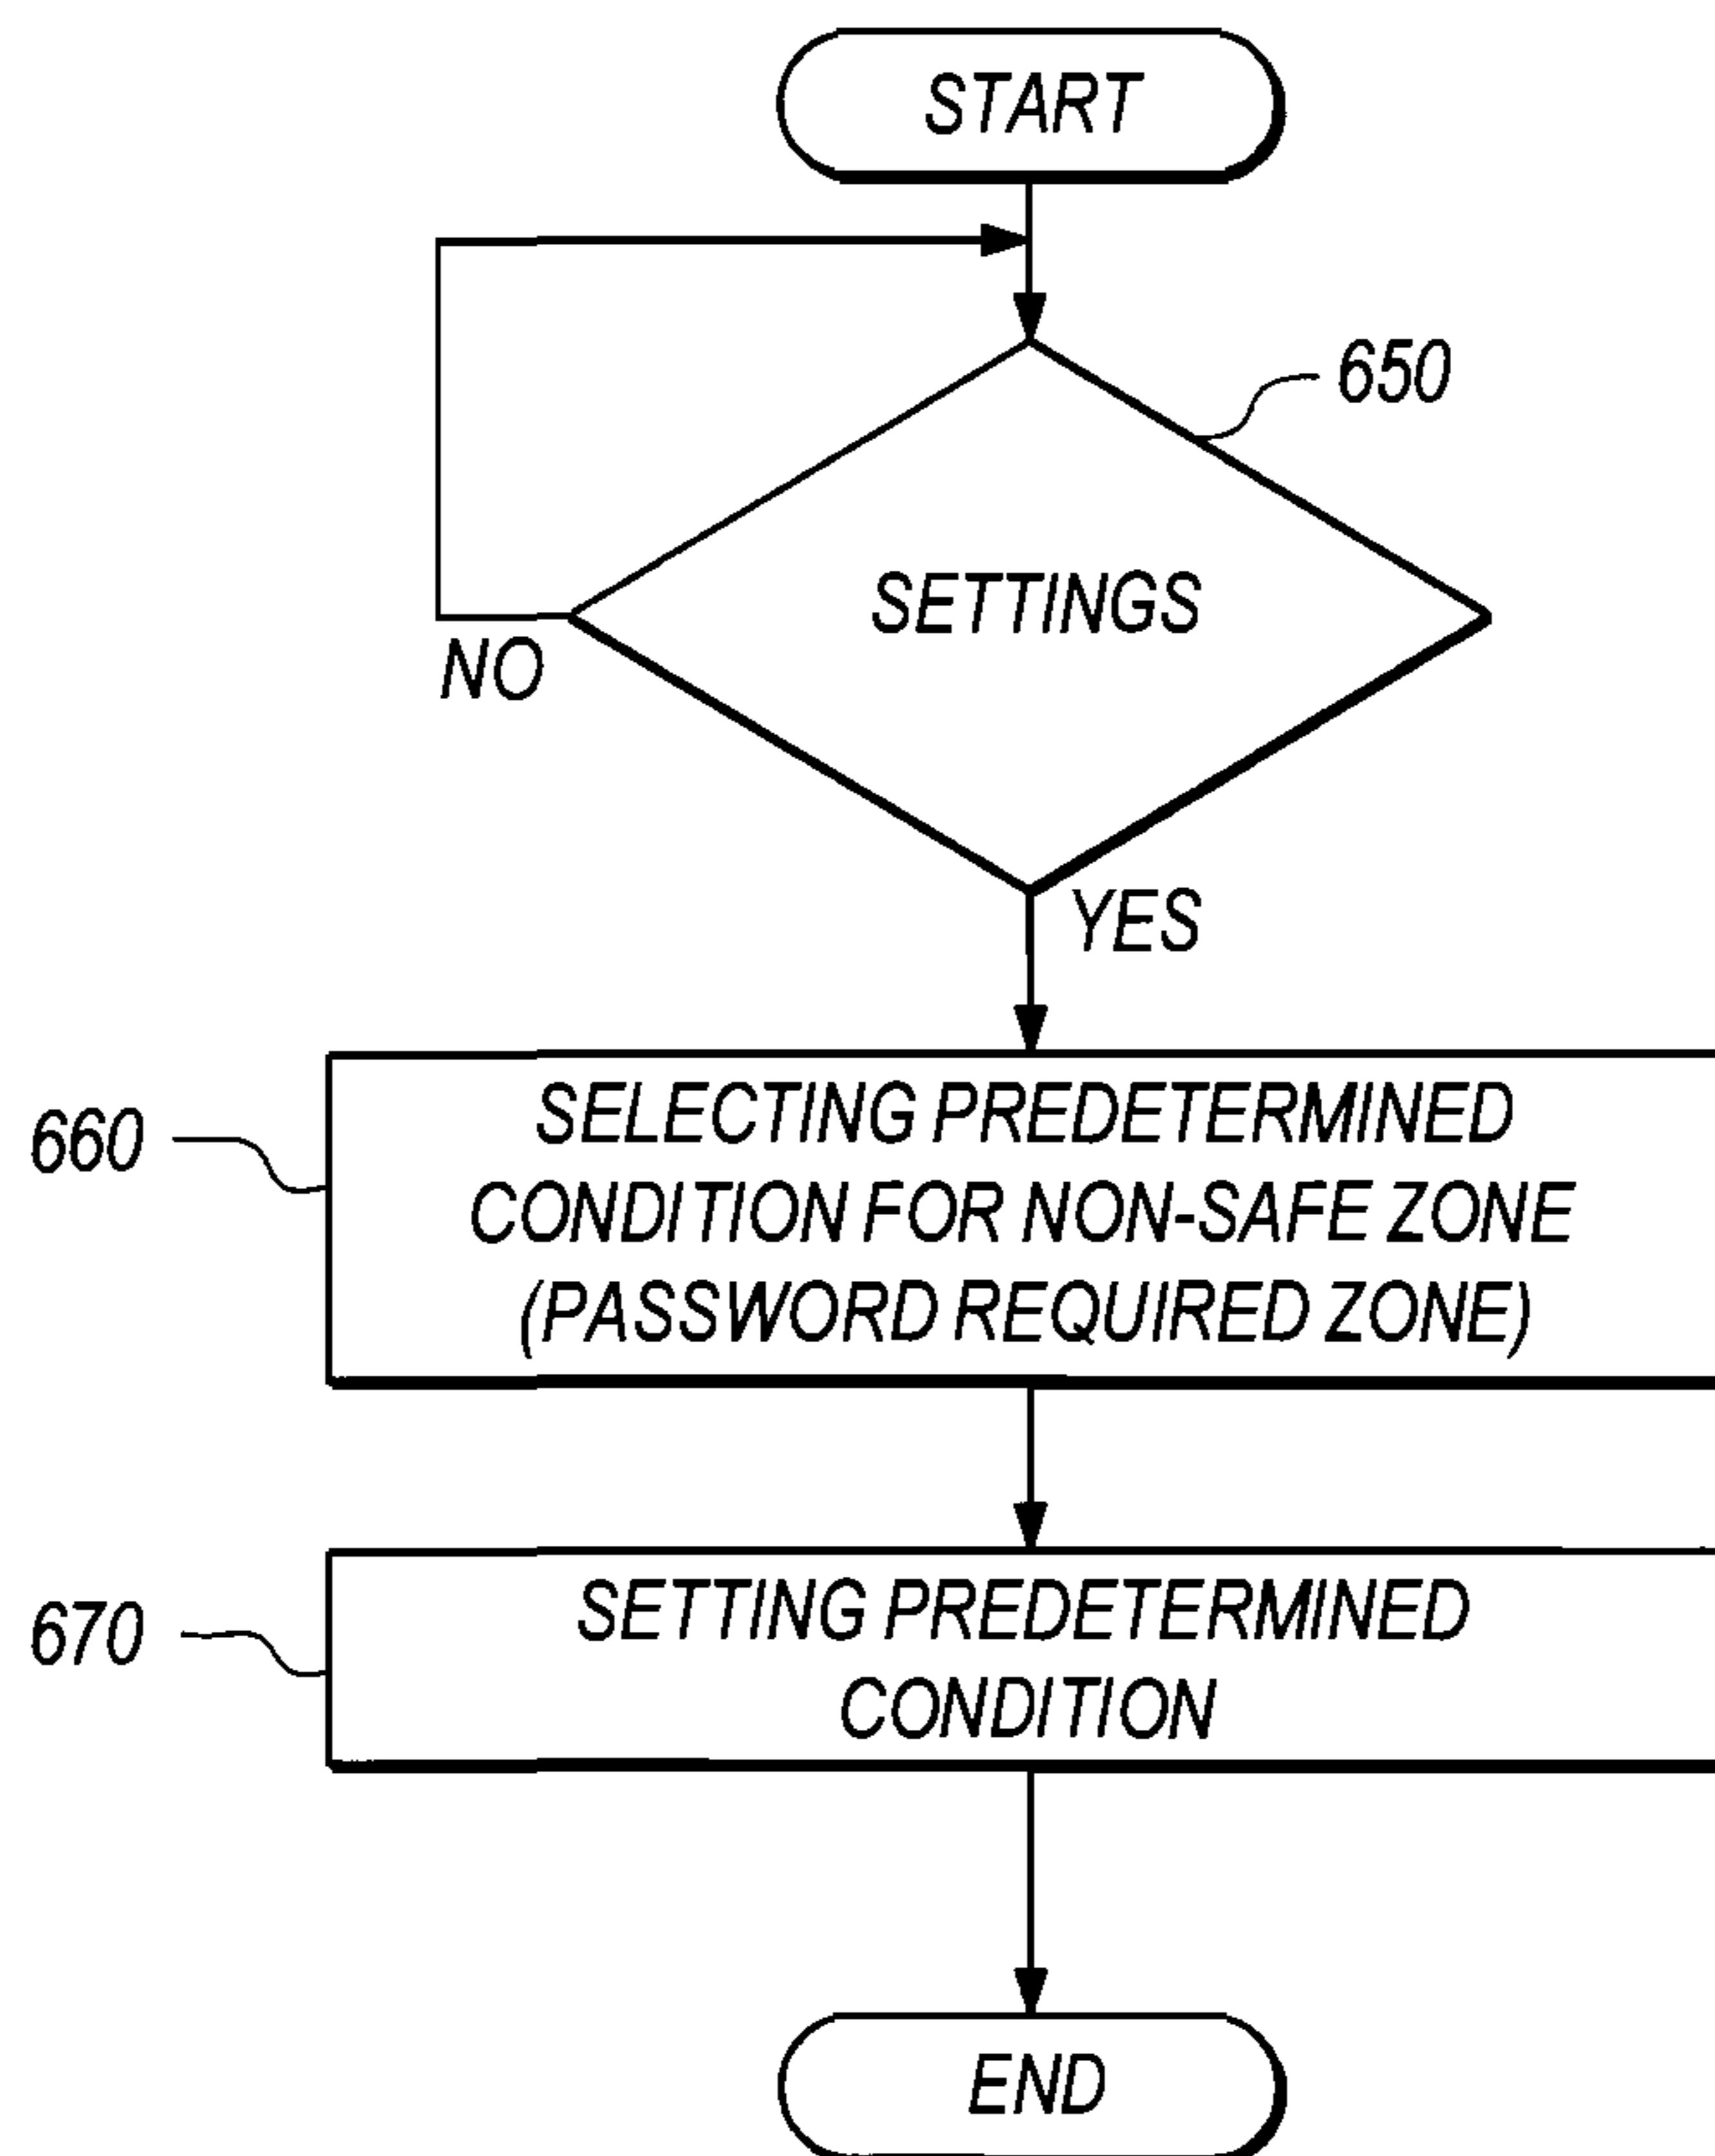 START
650
SETTINGS
NO
YES
660
SELECTING PREDETERMINED
CONDITION FOR NON-SAFE ZONE
(PASSWORD REQUIRED ZONE)
670
SETTING PREDETERMINED
CONDITION
END